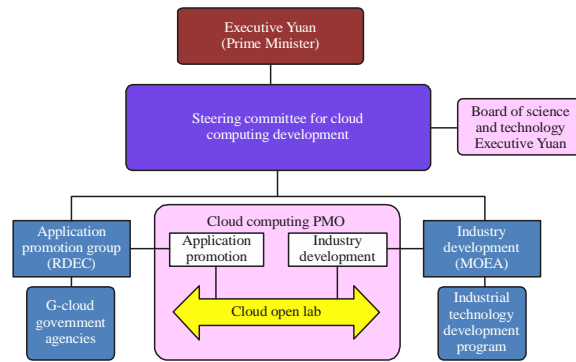 Executive Yuan
(Prime Minister)
Steering committee for cloud
computing development
Board of science
and technology
Executive Yuan
Cloud computing PMO
Application
promotion group
(RDEC)
Application
promotion
Industry
development
Industry
development
(MOEA)
G-cloud
government
agencies
Cloud open lab
Industrial
technology
development
program